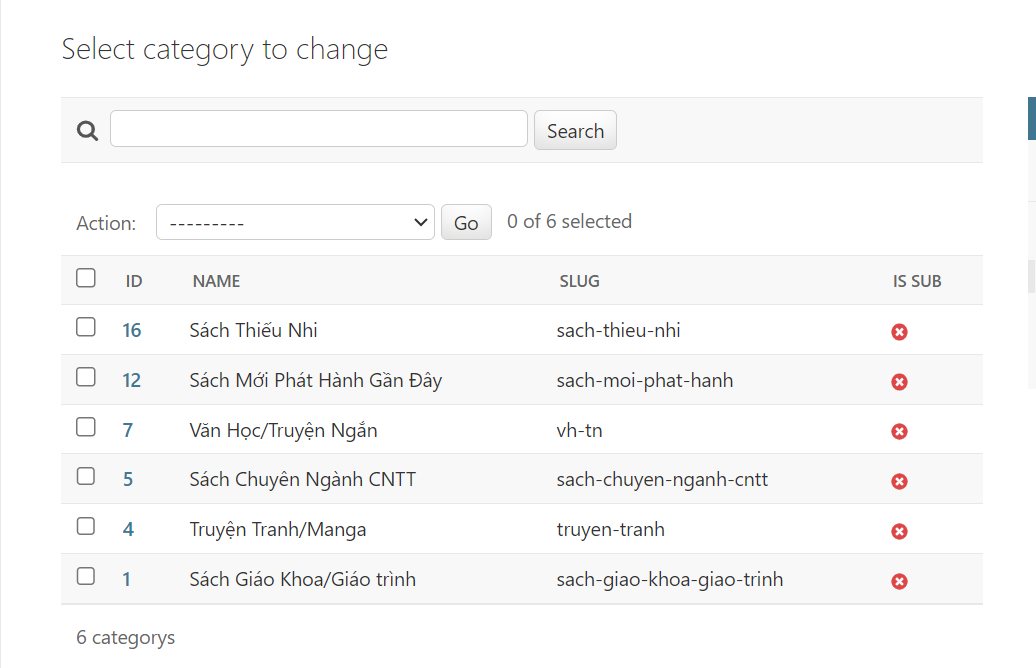 Select category to change
Search
Action: --------- Go 0 of 6 selected
ID NAME SLUG IS SUB
16 Sách Thiếu Nhi sach-thieu-nhi
12 Sách Mới Phát Hành Gần Đây sach-moi-phat-hanh
7 Văn Học/Truyện Ngắn vh-tn
5 Sách Chuyên Ngành CNTT sach-chuyen-nganh-cntt
4 Truyện Tranh/Manga truyen-tranh
1 Sách Giáo Khoa/Giáo trình sach-giao-khoa-giao-trinh
6 categorys